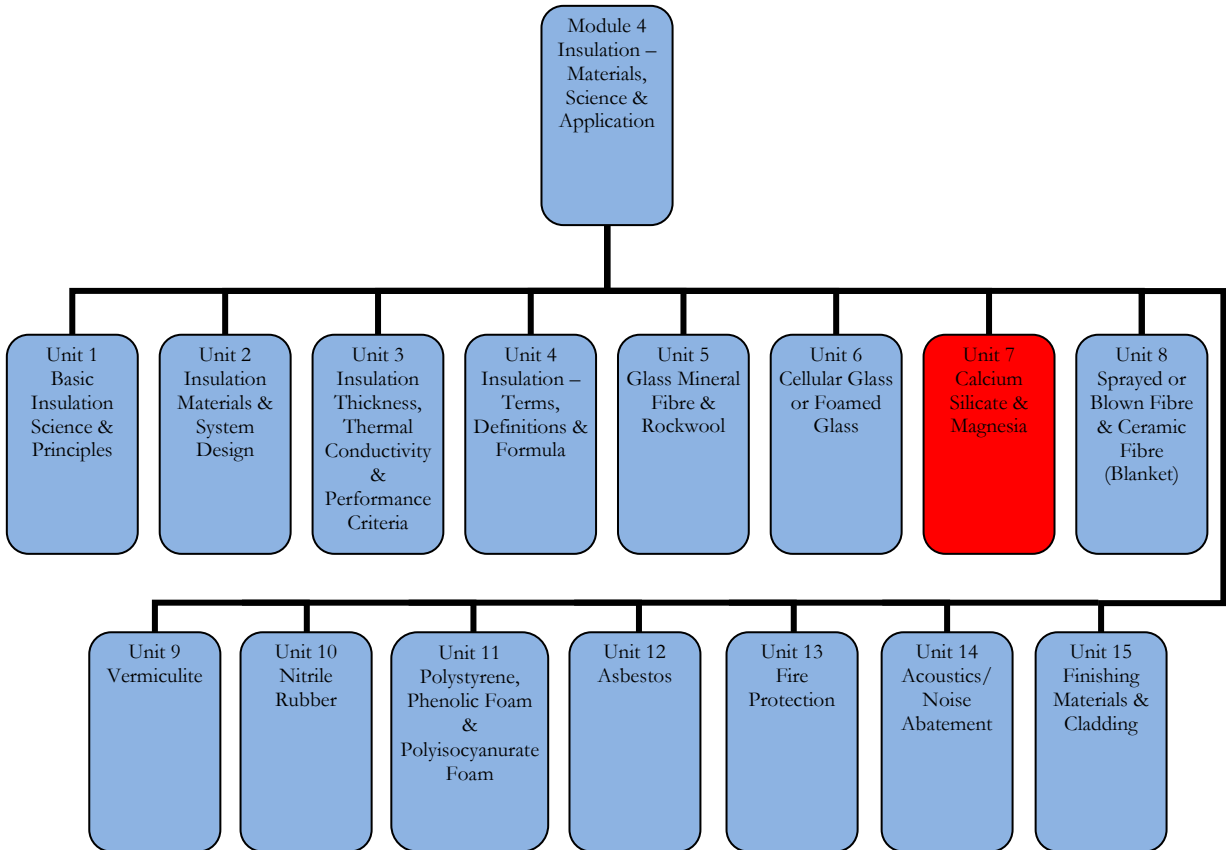 Module 4
Insulation –
Materials,
Science &
Application
Unit 1
Basic
Insulation
Science &
Principles
Unit 2
Insulation
Materials &
System
Design
Unit 3
Insulation
Thickness,
Thermal
Conductivity
&
Performance
Criteria
Unit 4
Insulation –
Terms,
Definitions &
Formula
Unit 5
Glass Mineral
Fibre &
Rockwool
Unit 6
Cellular Glass
or Foamed
Glass
Unit 7
Calcium
Silicate &
Magnesia
Unit 8
Sprayed or
Blown Fibre
& Ceramic
Fibre
(Blanket)
Unit 9
Vermiculite
Unit 10
Nitrile
Rubber
Unit 11
Polystyrene,
Phenolic Foam
&
Polyisocyanurate
Foam
Unit 12
Asbestos
Unit 13
Fire
Protection
Unit 14
Acoustics/
Noise
Abatement
Unit 15
Finishing
Materials &
Cladding